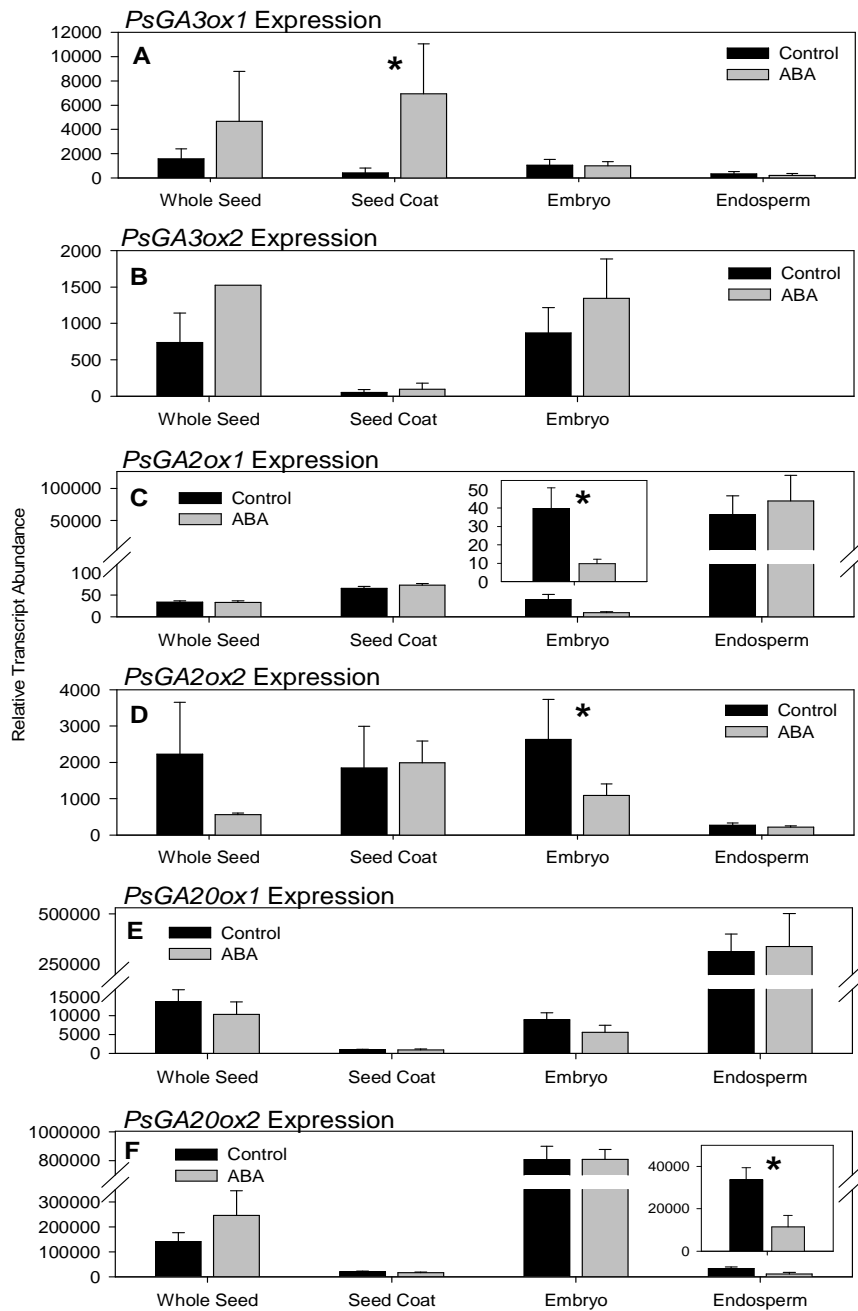 PsGA3ox1 Expression
12000
10000
8000
6000
4000
2000
0
A
*
Control
ABA
Whole Seed Seed Coat Embryo Endosperm
PsGA3ox2 Expression
2000
1500
1000
500
0
B
Control
ABA
Whole Seed Seed Coat Embryo
Relative Transcript Abundance
PsGA2ox1 Expression
100000
50000
100
50
0
C
Control
ABA
50
40
30
20
10
0
*
Whole Seed Seed Coat Embryo Endosperm
PsGA2ox2 Expression
4000
3000
2000
1000
0
D
*
Control
ABA
Whole Seed Seed Coat Embryo Endosperm
PsGA20ox1 Expression
500000
250000
15000
10000
5000
0
E
Control
ABA
Whole Seed Seed Coat Embryo Endosperm
PsGA20ox2 Expression
1000000
800000
300000
200000
100000
0
F
Control
ABA
40000
20000
0
*
Whole Seed Seed Coat Embryo Endosperm